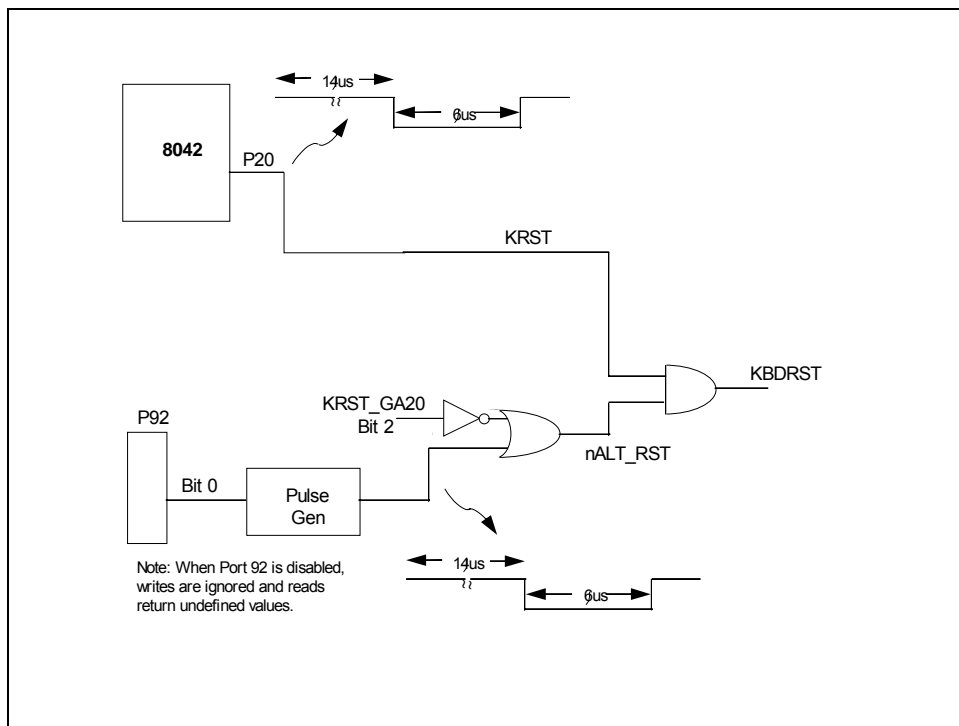 14us
6us
8042
P20
KRST
KBDRST
KRST_GA20
Bit 2
nALT_RST
P92
Bit 0
Pulse
Gen
14us
6us
Note: When Port 92 is disabled,
writes are ignored and reads
return undefined values.